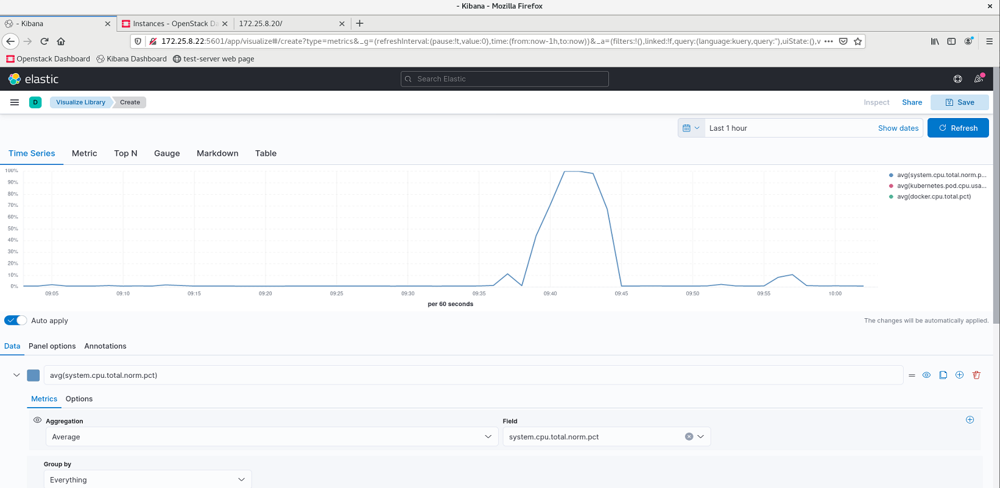 - Kibana - Mozilla Firefox
- Kibana
Instances - OpenStack Da
172.25.8.20/
172.25.8.22:5601/app/visualize#/create?type=metrics&_g=(refreshInterval:(pause:!t,value:0),time:(from:now-1h,to:now))&_a=(filters:!(),linked:!f,query:(language:kuery,query:''),uiState:(),v
Openstack Dashboard
Kibana Dashboard
test-server web page
elastic
Search Elastic
D
Visualize Library
Create
Inspect
Share
Save
Last 1 hour
Show dates
Refresh
Time Series
Metric
Top N
Gauge
Markdown
Table
100%
90%
80%
70%
60%
50%
40%
30%
20%
10%
0%
09:05
09:10
09:15
09:20
09:25
09:30
09:35
09:40
09:45
09:50
09:55
10:00
per 60 seconds
avg(system.cpu.total.norm.p...
avg(kubernetes.pod.cpu.usa...
avg(docker.cpu.total.pct)
Auto apply
The changes will be automatically applied.
Data
Panel options
Annotations
avg(system.cpu.total.norm.pct)
Metrics
Options
Aggregation
Average
Field
system.cpu.total.norm.pct
Group by
Everything